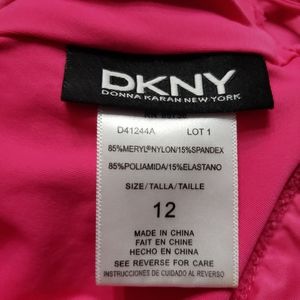 DKNY
DONNA KARAN NEW YORK
D41244A LOT 1
85%MERYL®NYLON/15%SPANDEX
85%POLIAMIDA/15%ELASTANO
SIZE/TALLA/TAILLE
12
MADE IN CHINA
FAIT EN CHINE
HECHO EN CHINA
SEE REVERSE FOR CARE
INSTRUCCIONES DE CUIDADO AL REVERSO